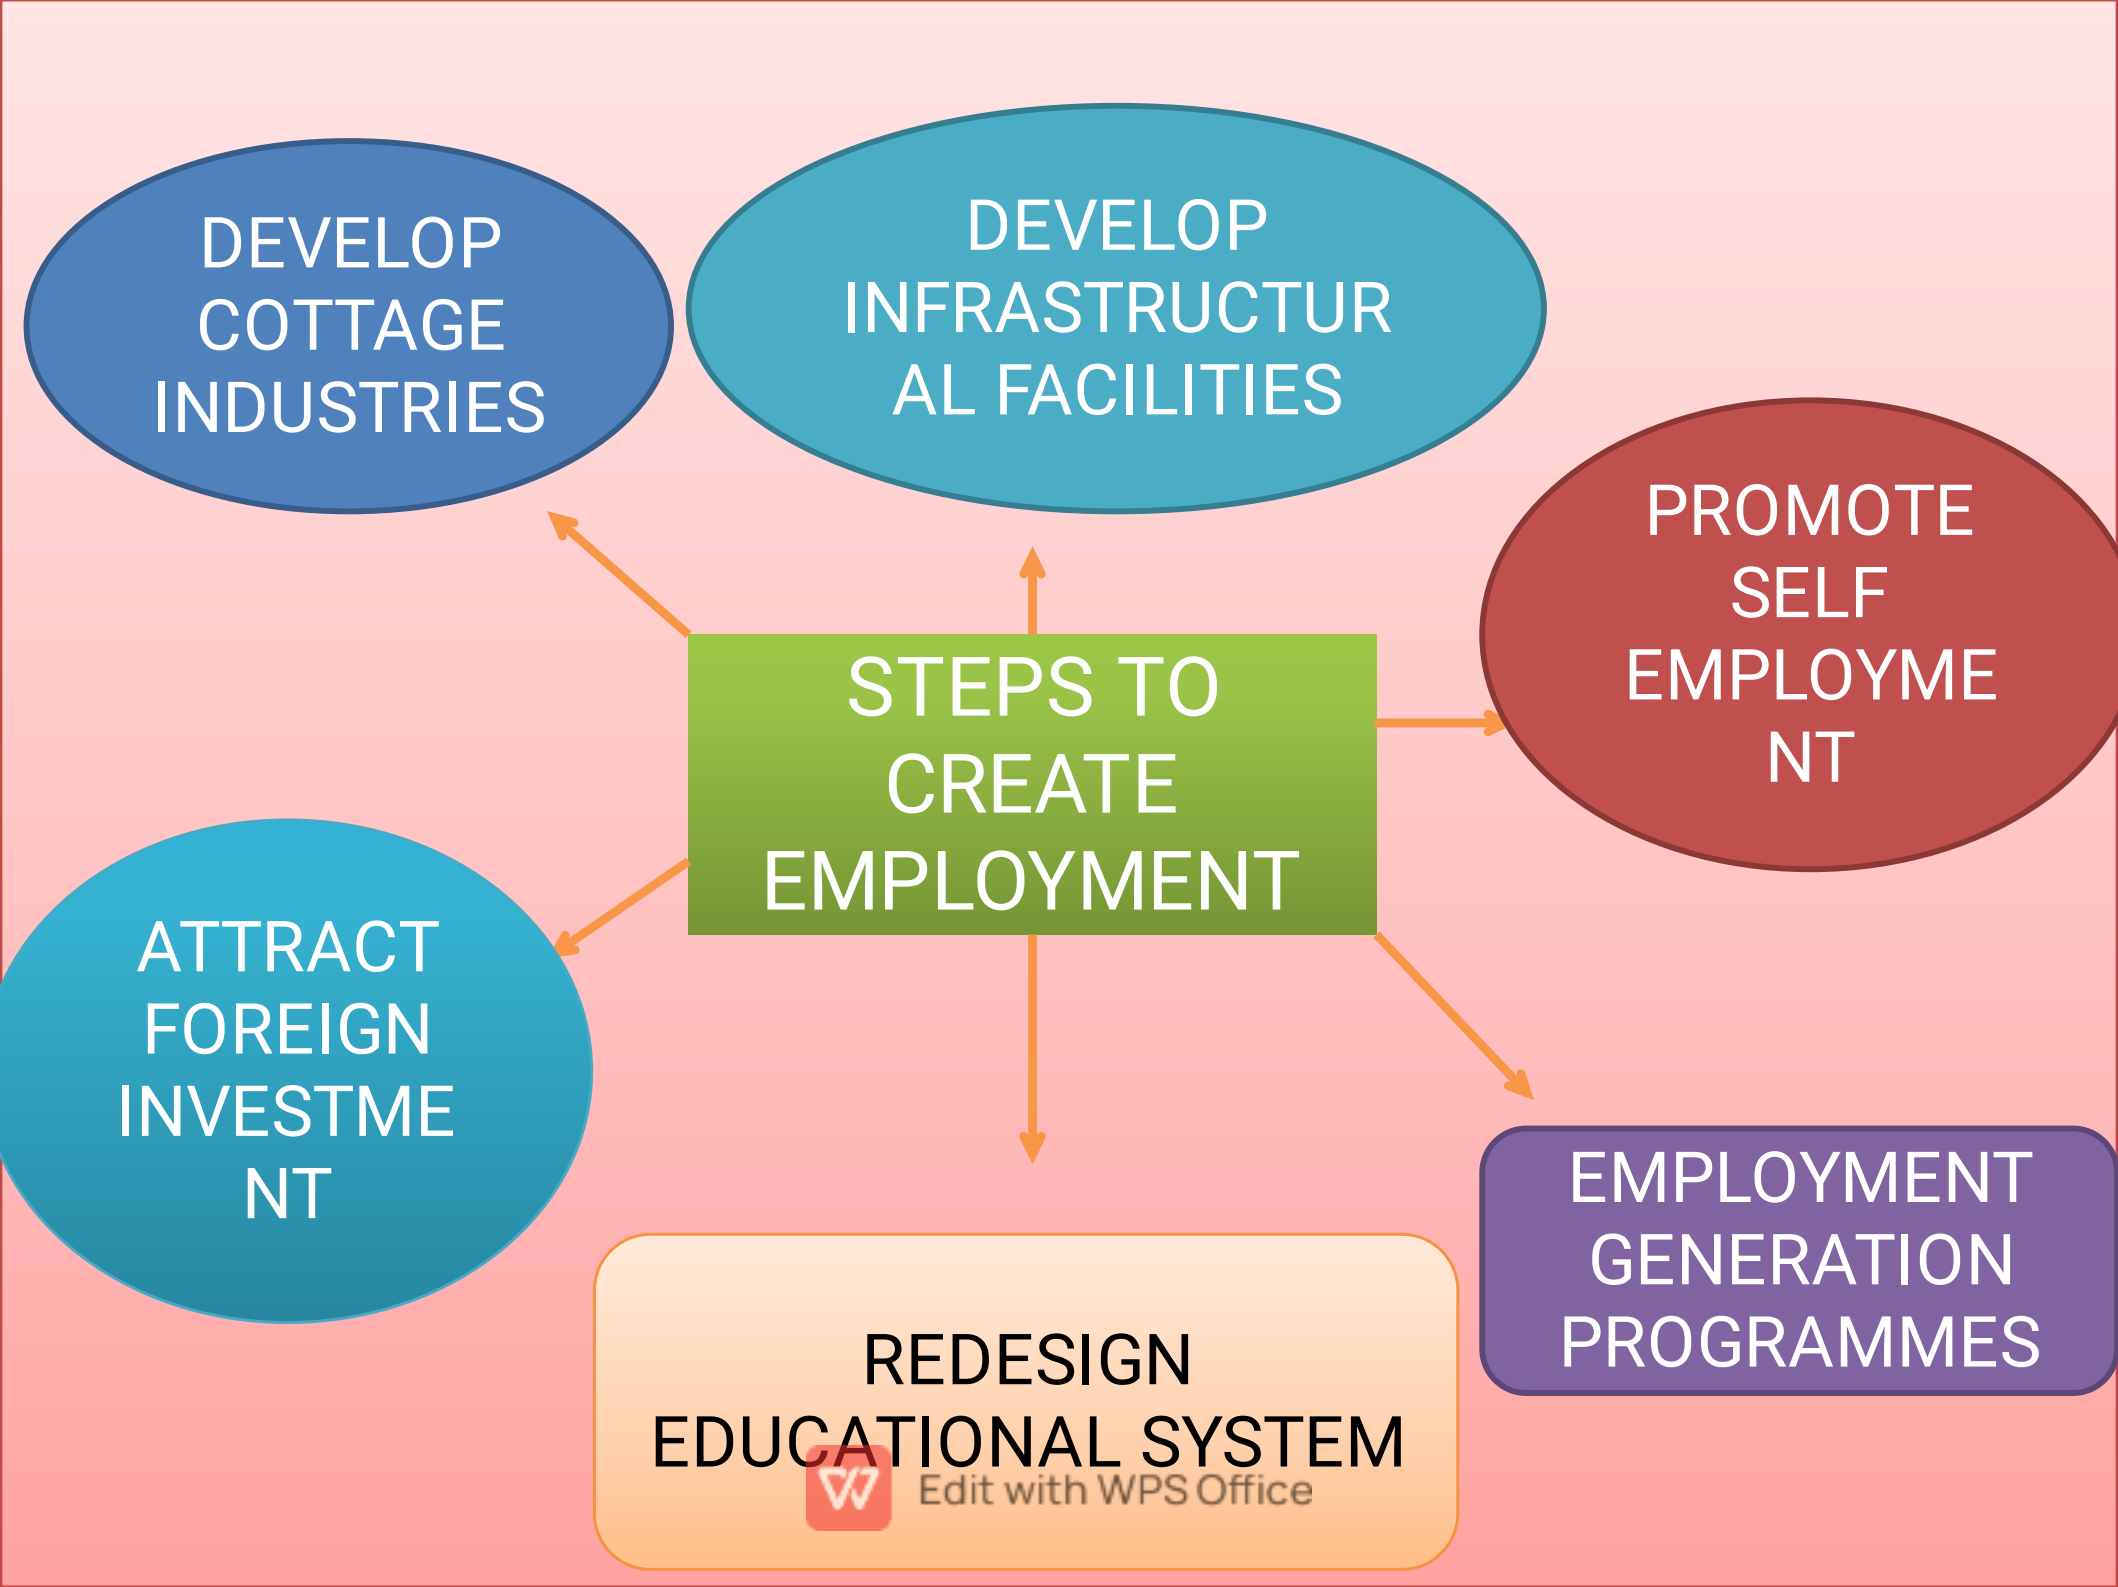 DEVELOP
COTTAGE
INDUSTRIES
DEVELOP
INFRASTRUCTUR
AL FACILITIES
PROMOTE
SELF
EMPLOYME
NT
STEPS TO
CREATE
EMPLOYMENT
ATTRACT
FOREIGN
INVESTME
NT
EMPLOYMENT
GENERATION
PROGRAMMES
REDESIGN
EDUCATIONAL SYSTEM
Edit with WPS Office